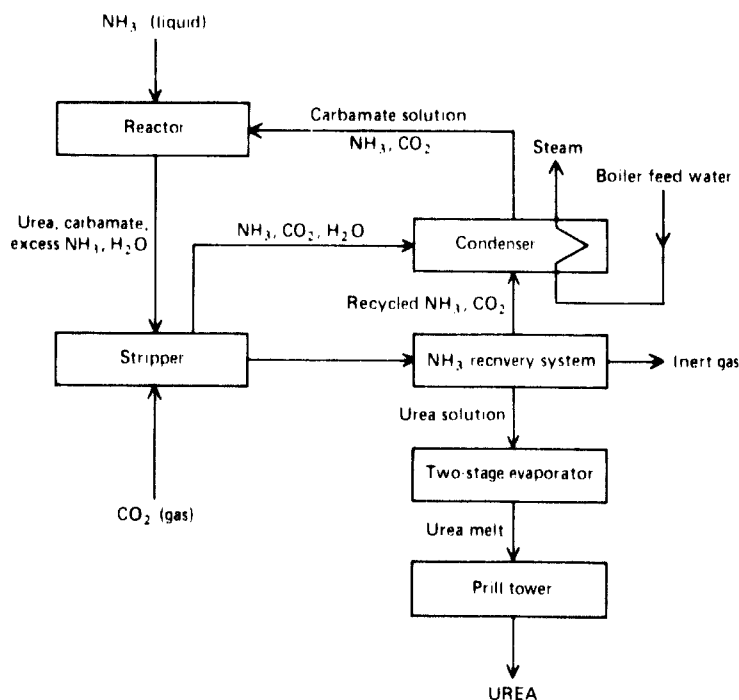 NH₃ (liquid)
Reactor
Carbamate solution
NH₃, CO₂
Steam
Boiler feed water
Urea, carbamate,
excess NH₃, H₂O
NH₃, CO₂, H₂O
Condenser
Recycled NH₃, CO₂
Stripper
NH₃ recnvery system
Inert gas
Urea solution
Two-stage evaporator
CO₂ (gas)
Urea melt
Prill tower
UREA